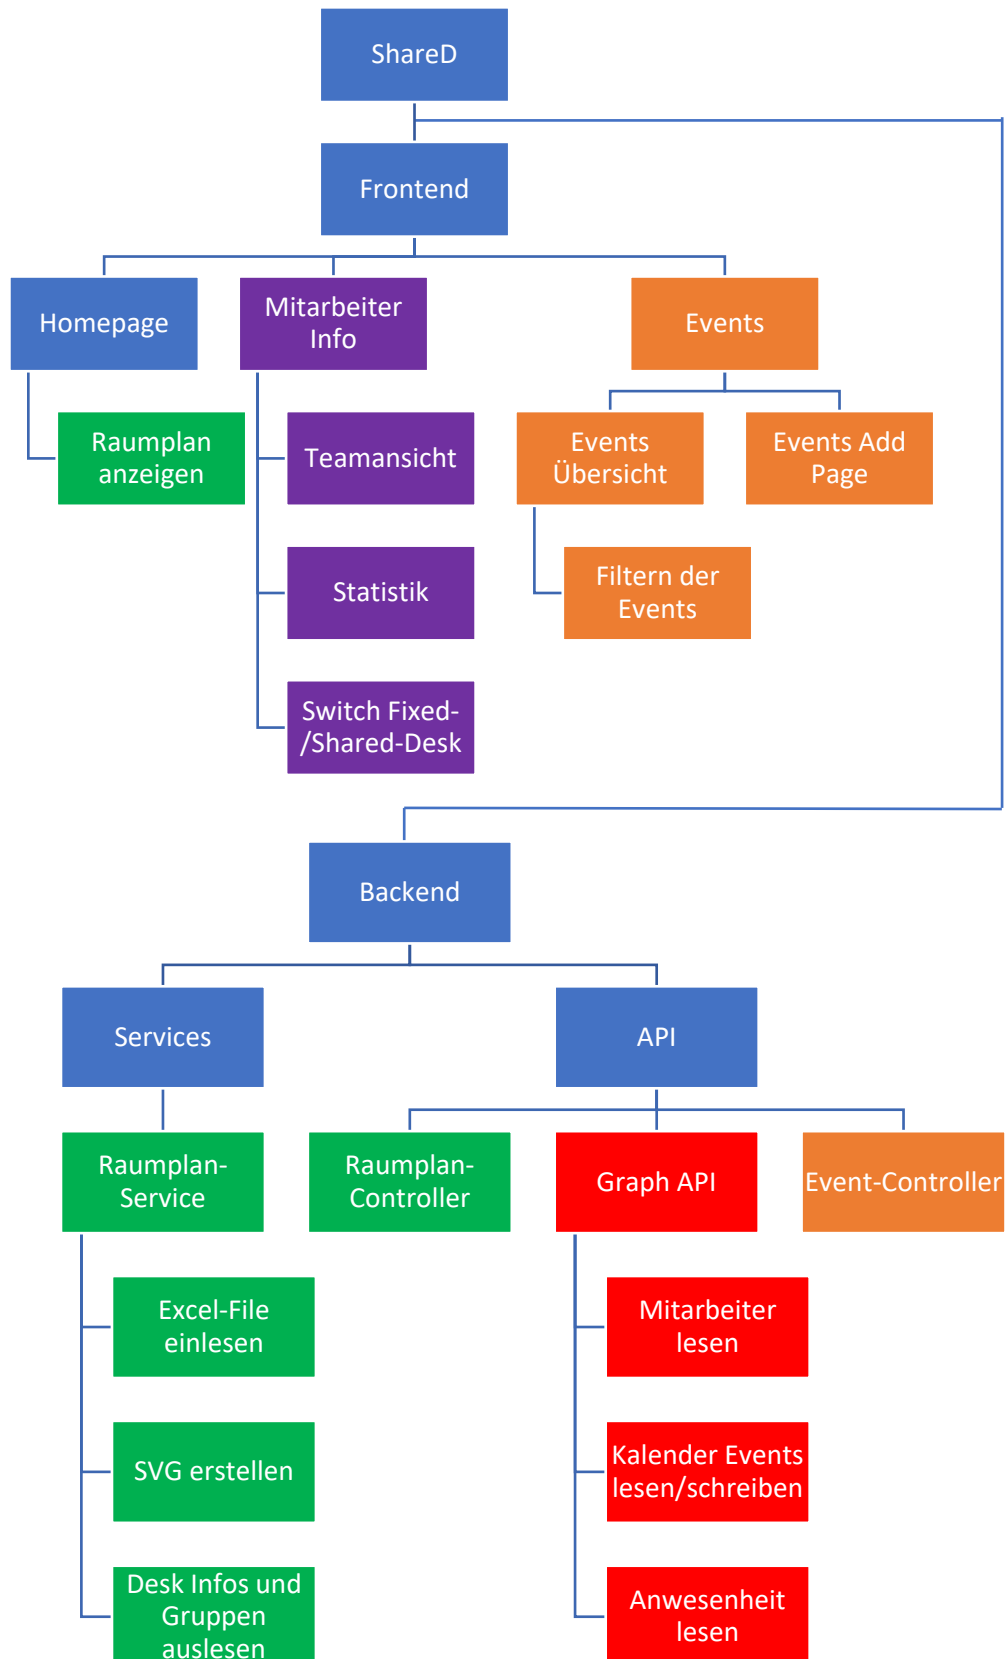 ShareD
Frontend
Homepage
Mitarbeiter
Info
Events
Raumplan
anzeigen
Teamansicht
Events
Übersicht
Events Add
Page
Statistik
Filtern der
Events
Switch Fixed-
/Shared-Desk
Backend
Services
API
Raumplan-
Service
Raumplan-
Controller
Graph API
Event-Controller
Excel-File
einlesen
Mitarbeiter
lesen
SVG erstellen
Kalender Events
lesen/schreiben
Desk Infos und
Gruppen
auslesen
Anwesenheit
lesen